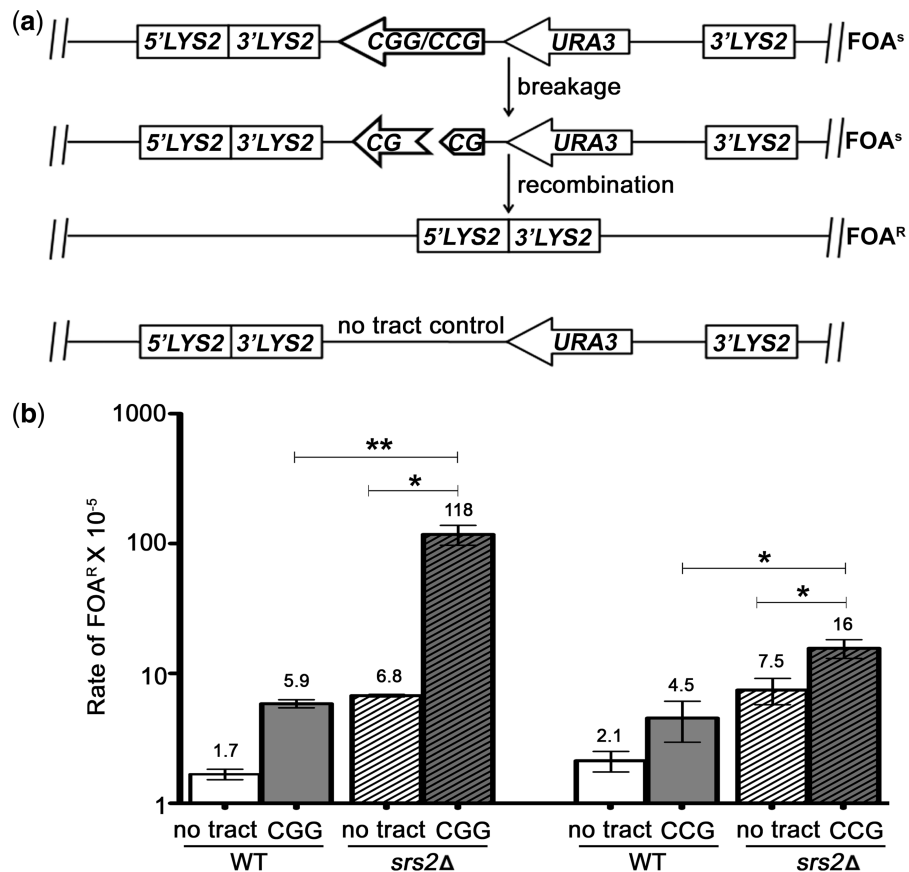 (a)
5'LYS2 3'LYS2 CGG/CCG URA3 3'LYS2 FOAˢ
breakage
5'LYS2 3'LYS2 CG CG URA3 3'LYS2 FOAˢ
recombination
5'LYS2 3'LYS2 FOAᴿ
no tract control
5'LYS2 3'LYS2 URA3 3'LYS2
(b)
Rate of FOAᴿ X 10⁻⁵
1000
100
10
1
**
*
118
5.9
6.8
1.7
*
*
16
7.5
4.5
2.1
no tract CGG no tract CGG no tract CCG no tract CCG
WT srs2Δ WT srs2Δ